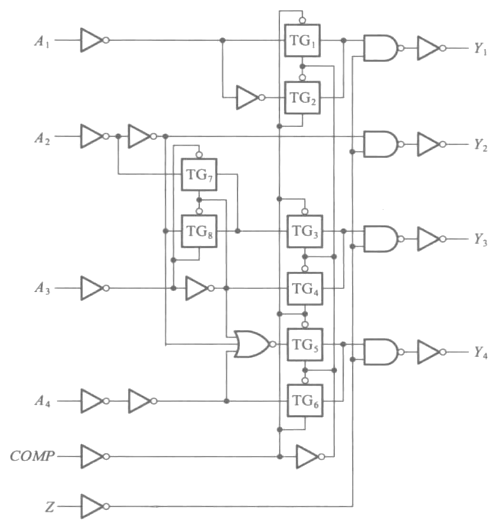 A₁ TG₁ Y₁
TG₂
A₂ Y₂
TG₇
TG₈ TG₃ Y₃
A₃ TG₄
TG₅ Y₄
A₄ TG₆
COMP
Z